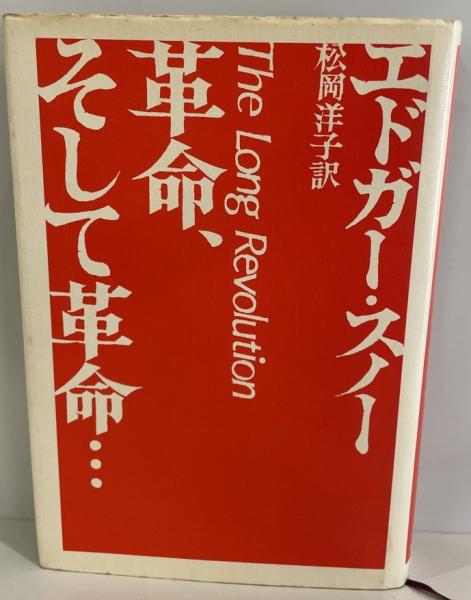 エドガー・スノー
松岡洋子訳
The Long Revolution
革命、
そして革命…